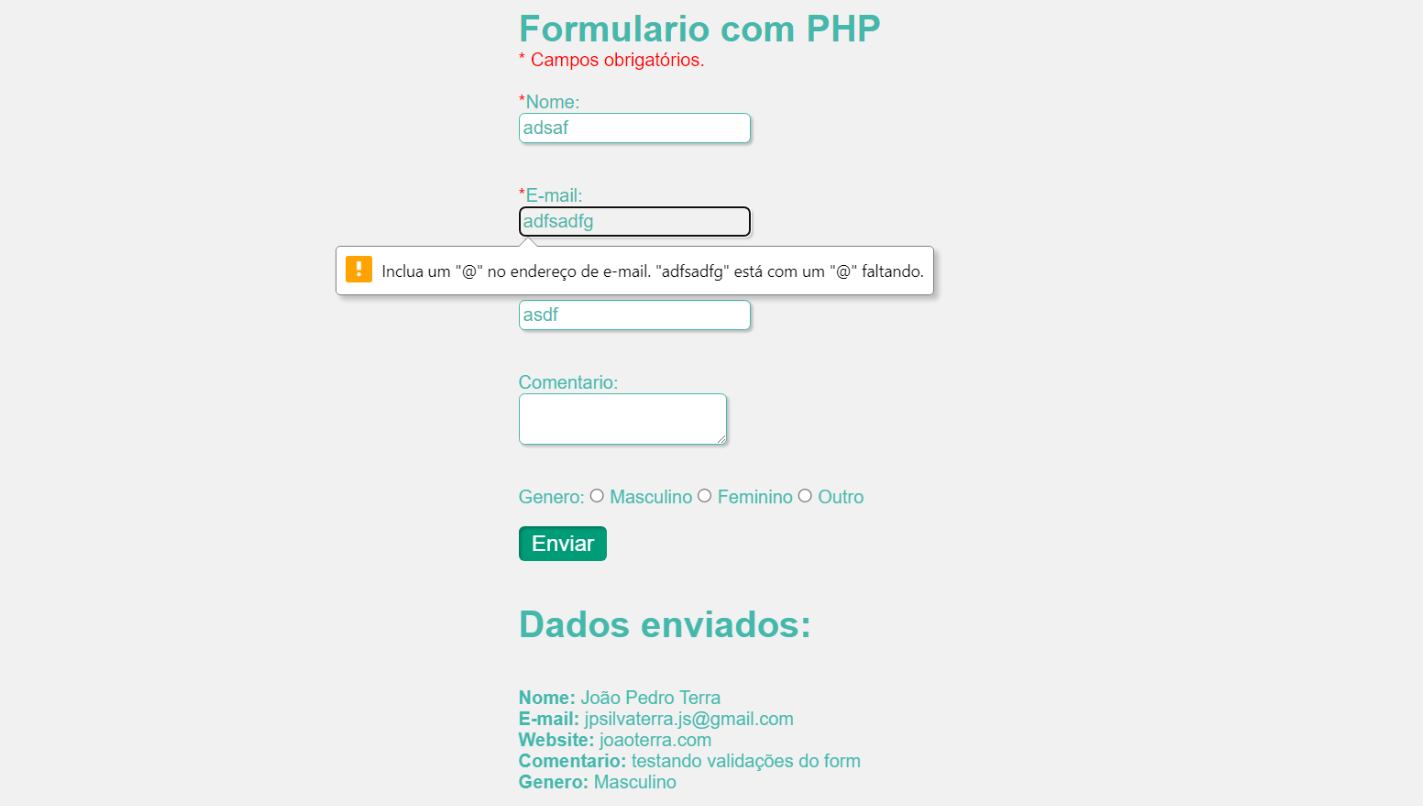 Formulario com PHP
* Campos obrigatórios.
*Nome:
adsaf
*E-mail:
adfsadfg
Inclua um "@" no endereço de e-mail. "adfsadfg" está com um "@" faltando.
asdf
Comentario:
Genero: Masculino Feminino Outro
Enviar
Dados enviados:
Nome: João Pedro Terra
E-mail: jpsilvaterra.js@gmail.com
Website: joaoterra.com
Comentario: testando validações do form
Genero: Masculino